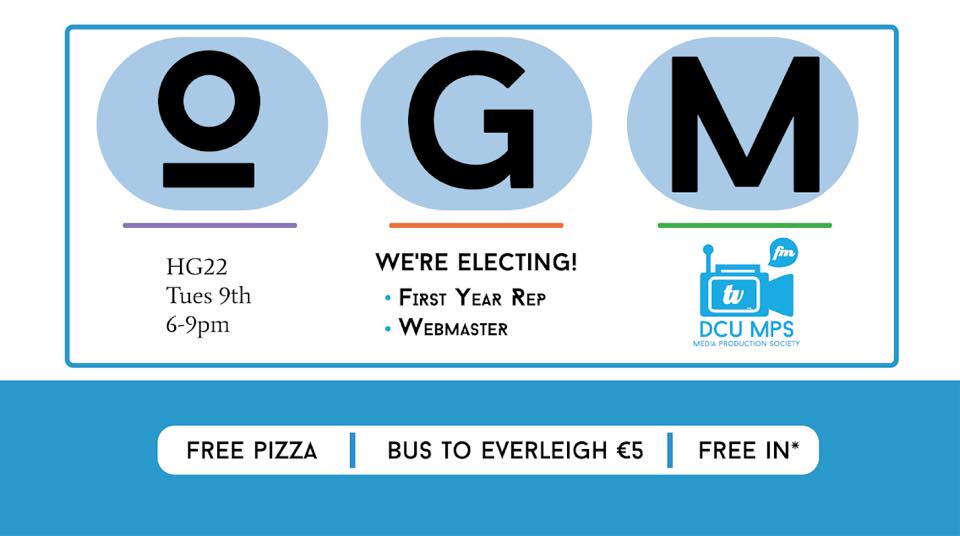 OGM
HG22
Tues 9th
6-9pm
WE'RE ELECTING!
• First Year Rep
• Webmaster
fm
tv
DCU MPS
MEDIA PRODUCTION SOCIETY
FREE PIZZA | BUS TO EVERLEIGH €5 | FREE IN*